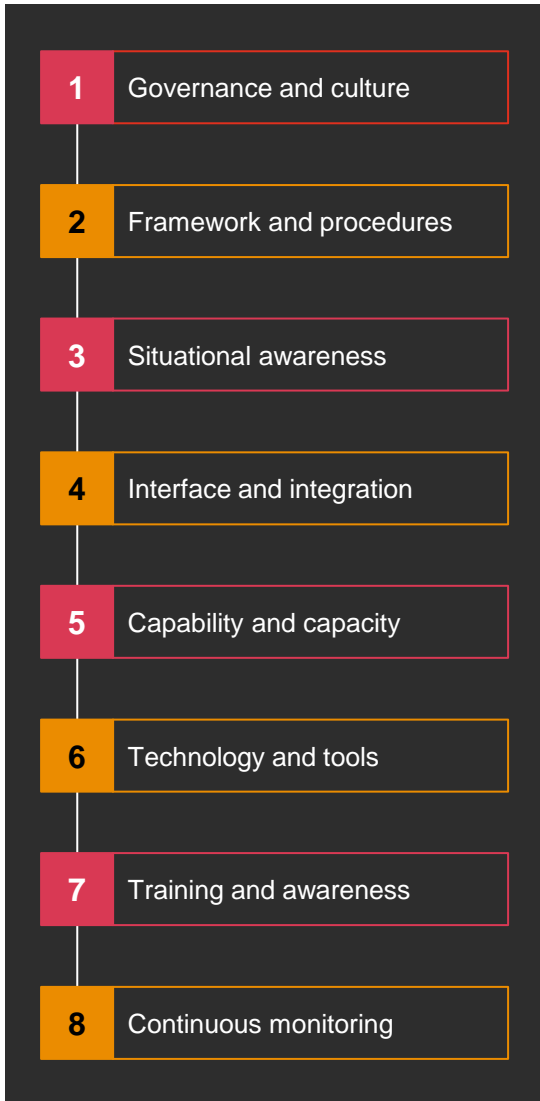 1 Governance and culture
2 Framework and procedures
3 Situational awareness
4 Interface and integration
5 Capability and capacity
6 Technology and tools
7 Training and awareness
8 Continuous monitoring